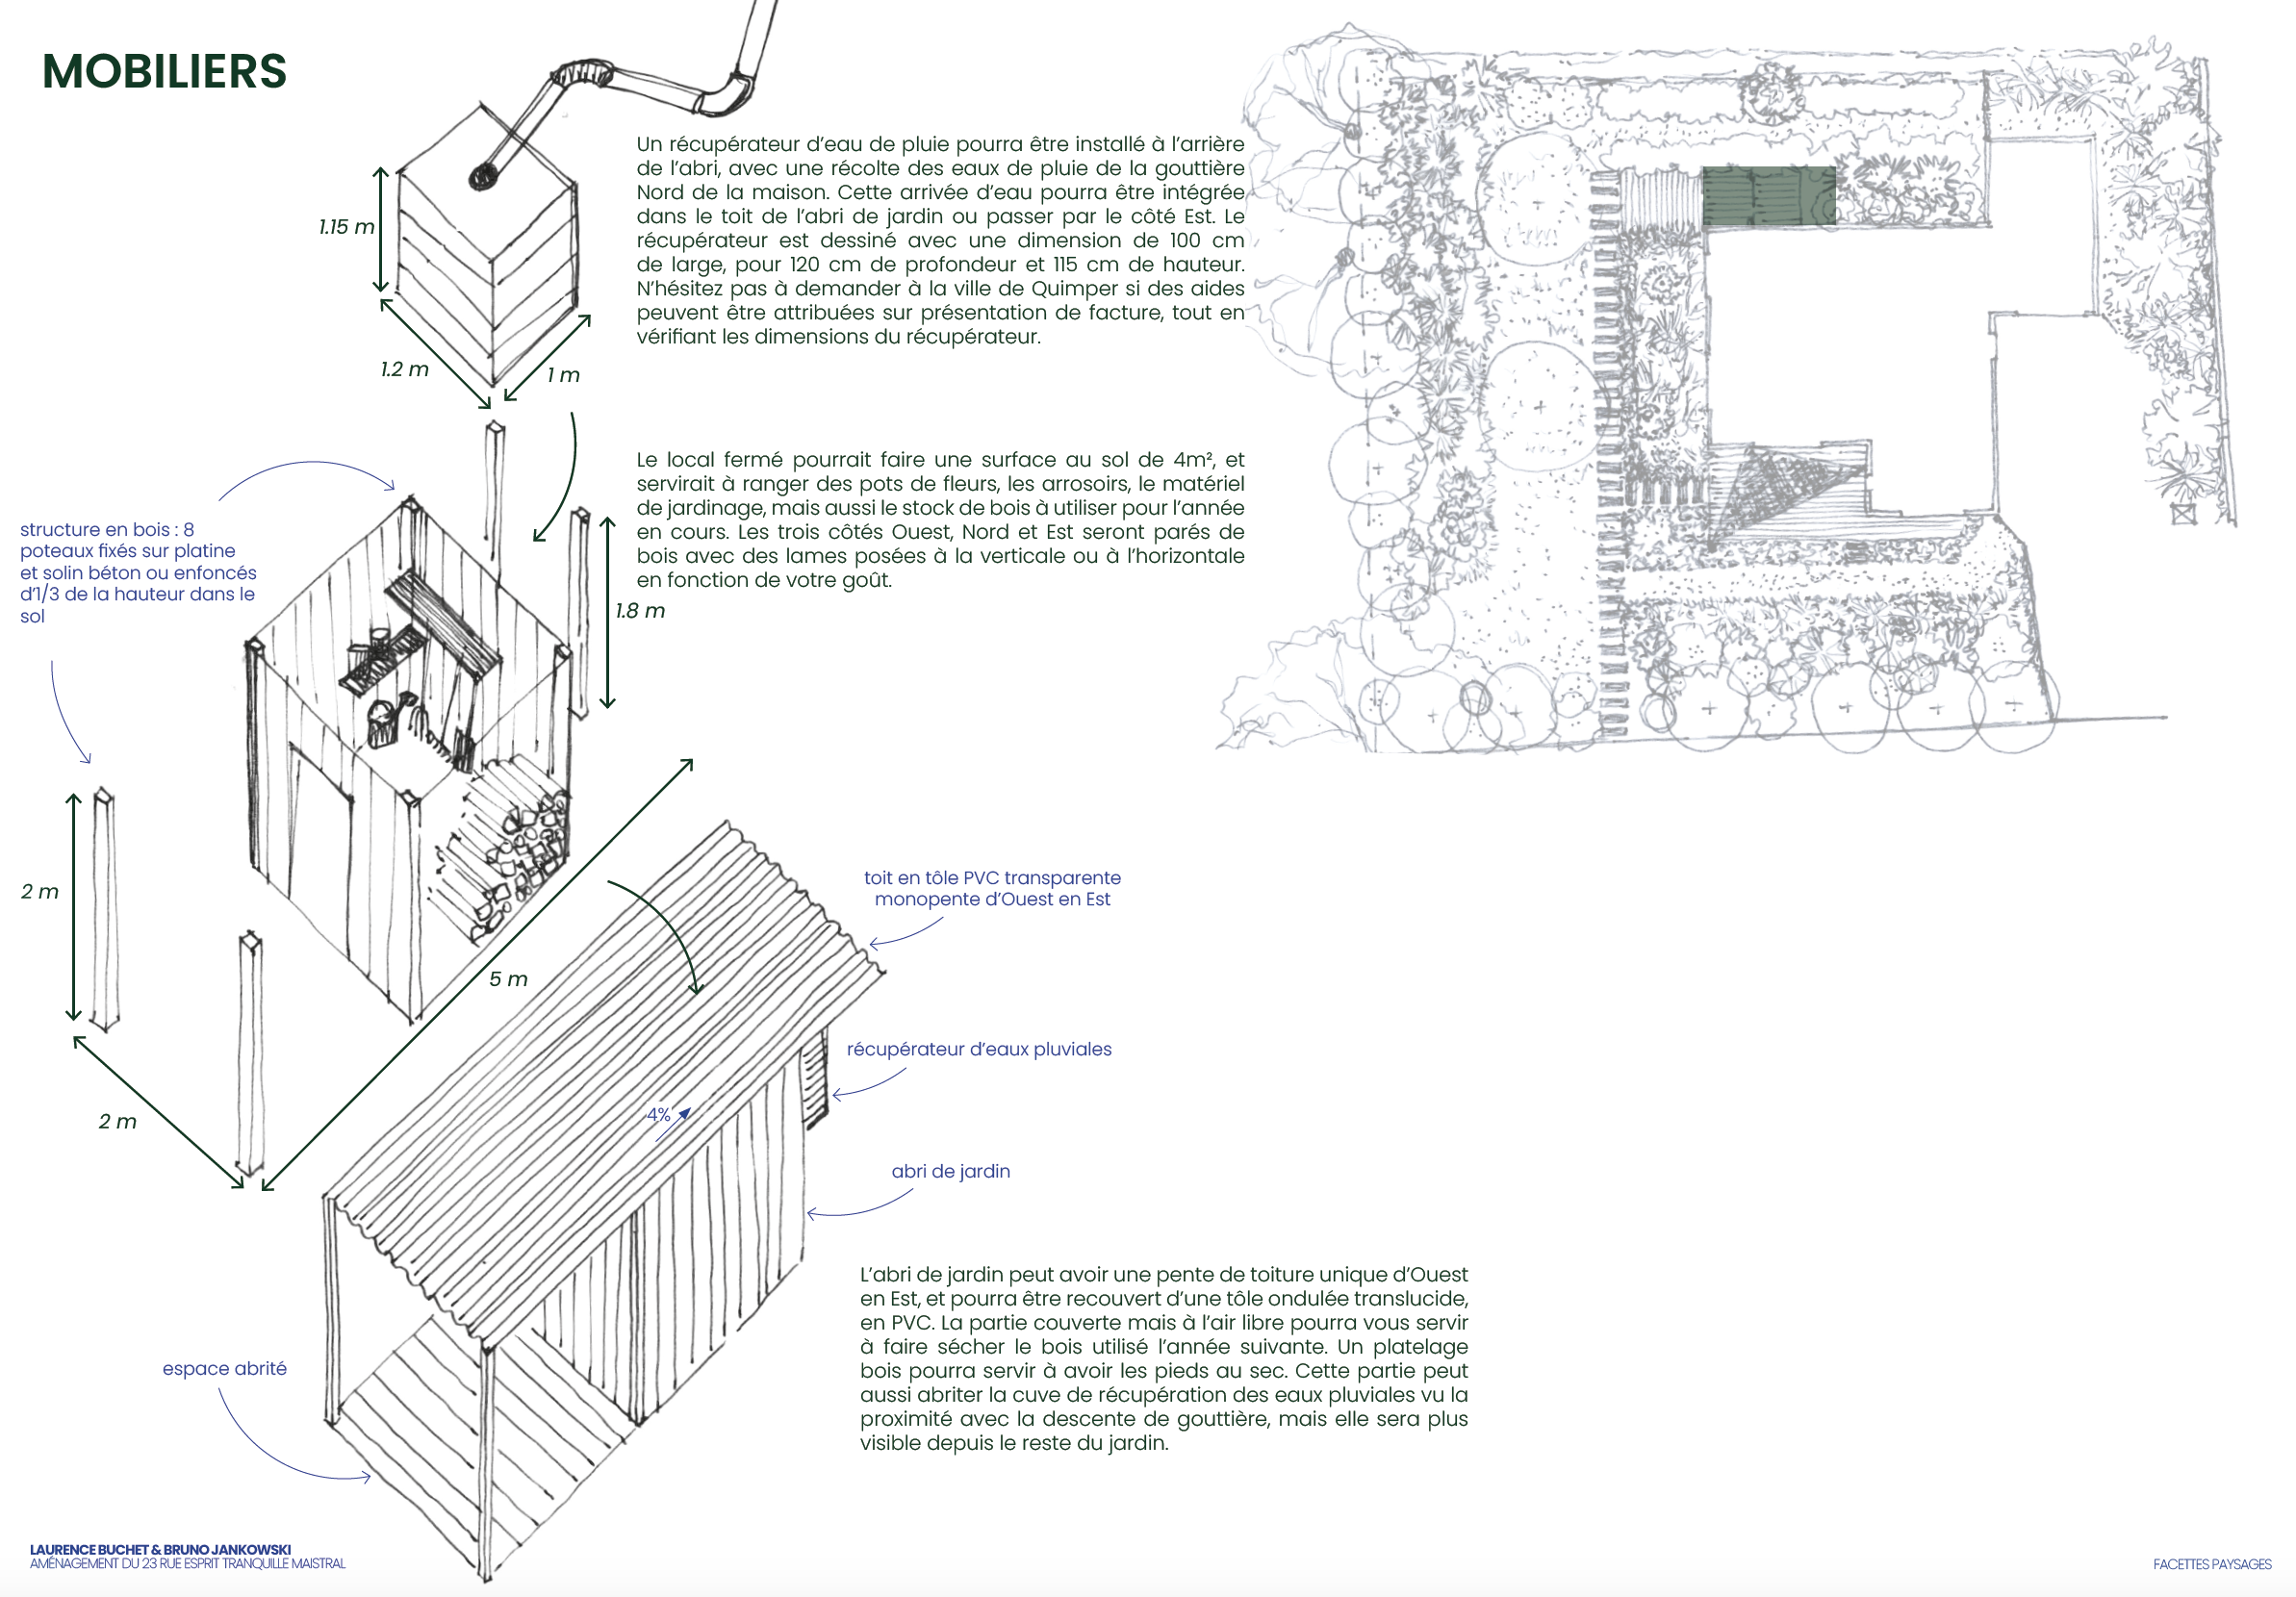 MOBILIERS
Un récupérateur d'eau de pluie pourra être installé à l'arrière
de l'abri, avec une récolte des eaux de pluie de la gouttière
Nord de la maison. Cette arrivée d'eau pourra être intégrée
dans le toit de l'abri de jardin ou passer par le côté Est. Le
récupérateur est dessiné avec une dimension de 100 cm
de large, pour 120 cm de profondeur et 115 cm de hauteur.
N'hésitez pas à demander à la ville de Quimper si des aides
peuvent être attribuées sur présentation de facture, tout en
vérifiant les dimensions du récupérateur.
1.15 m
1.2 m
1 m
Le local fermé pourrait faire une surface au sol de 4m², et
servirait à ranger des pots de fleurs, les arrosoirs, le matériel
de jardinage, mais aussi le stock de bois à utiliser pour l'année
en cours. Les trois côtés Ouest, Nord et Est seront parés de
bois avec des lames posées à la verticale ou à l'horizontale
en fonction de votre goût.
structure en bois : 8
poteaux fixés sur platine
et solin béton ou enfoncés
d'1/3 de la hauteur dans le
sol
1.8 m
2 m
5 m
2 m
toit en tôle PVC transparente
monopente d'Ouest en Est
récupérateur d'eaux pluviales
4%
abri de jardin
L'abri de jardin peut avoir une pente de toiture unique d'Ouest
en Est, et pourra être recouvert d'une tôle ondulée translucide,
en PVC. La partie couverte mais à l'air libre pourra vous servir
à faire sécher le bois utilisé l'année suivante. Un platelage
bois pourra servir à avoir les pieds au sec. Cette partie peut
aussi abriter la cuve de récupération des eaux pluviales vu la
proximité avec la descente de gouttière, mais elle sera plus
visible depuis le reste du jardin.
espace abrité
LAURENCE BUCHET & BRUNO JANKOWSKI
AMÉNAGEMENT DU 23 RUE ESPRIT TRANQUILLE MAISTRAL
FACETTES PAYSAGES